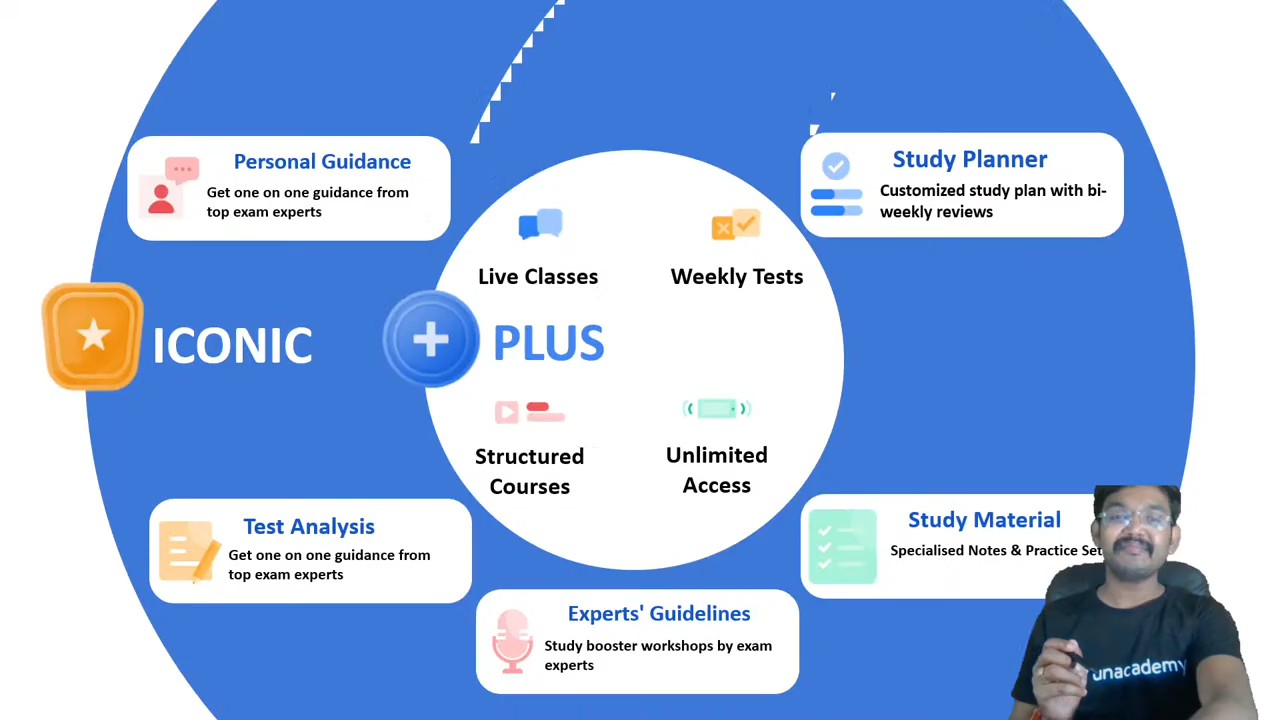 Personal Guidance
Get one on one guidance from
top exam experts
Study Planner
Customized study plan with bi-
weekly reviews
Live Classes
Weekly Tests
ICONIC
PLUS
Structured
Courses
Unlimited
Access
Test Analysis
Get one on one guidance from
top exam experts
Study Material
Specialised Notes & Practice Set
Experts' Guidelines
Study booster workshops by exam
experts
unacademy